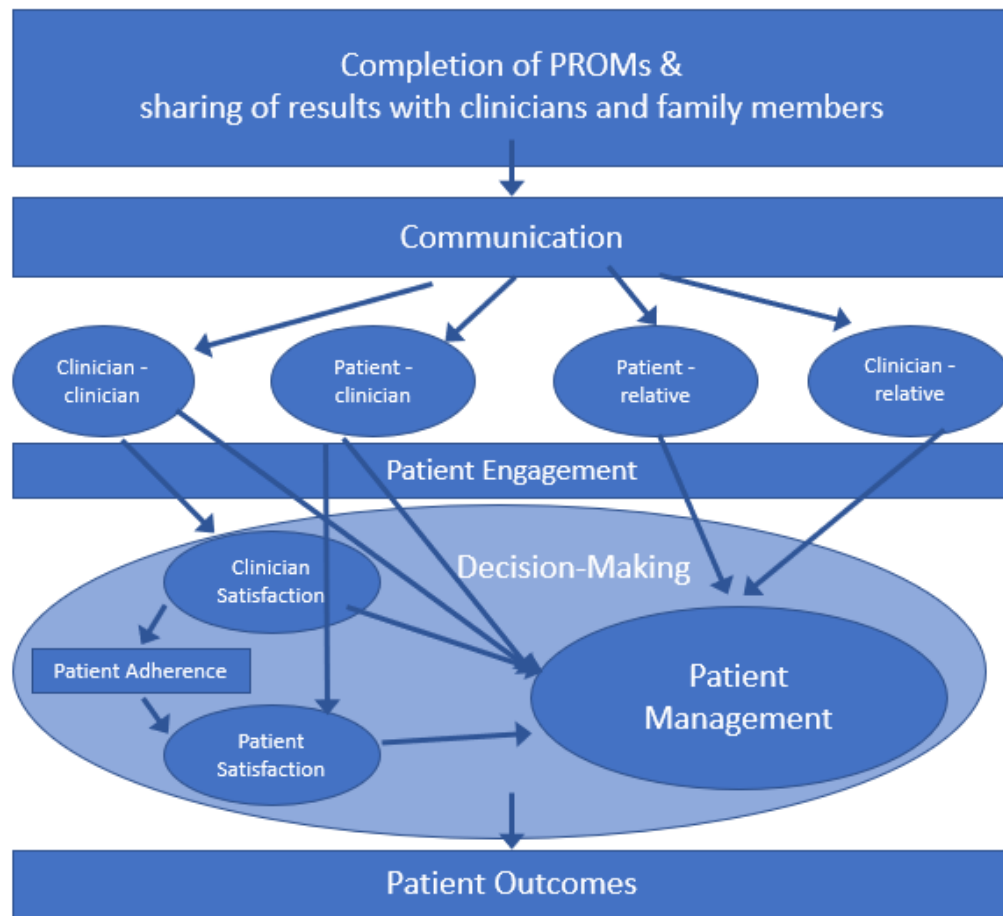 Completion of PROMs &
sharing of results with clinicians and family members
Communication
Clinician -
clinician
Patient -
clinician
Patient -
relative
Clinician -
relative
Patient Engagement
Decision-Making
Clinician
Satisfaction
Patient Adherence
Patient
Management
Patient
Satisfaction
Patient Outcomes